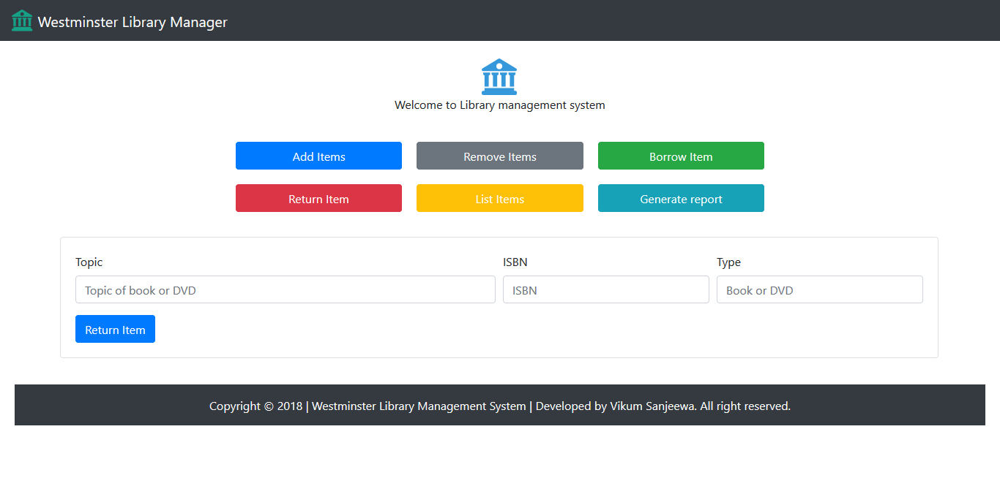 Westminster Library Manager
Welcome to Library management system
Add Items
Remove Items
Borrow Item
Return Item
List Items
Generate report
Topic
ISBN
Type
Topic of book or DVD
ISBN
Book or DVD
Return Item
Copyright © 2018 | Westminster Library Management System | Developed by Vikum Sanjeewa. All right reserved.